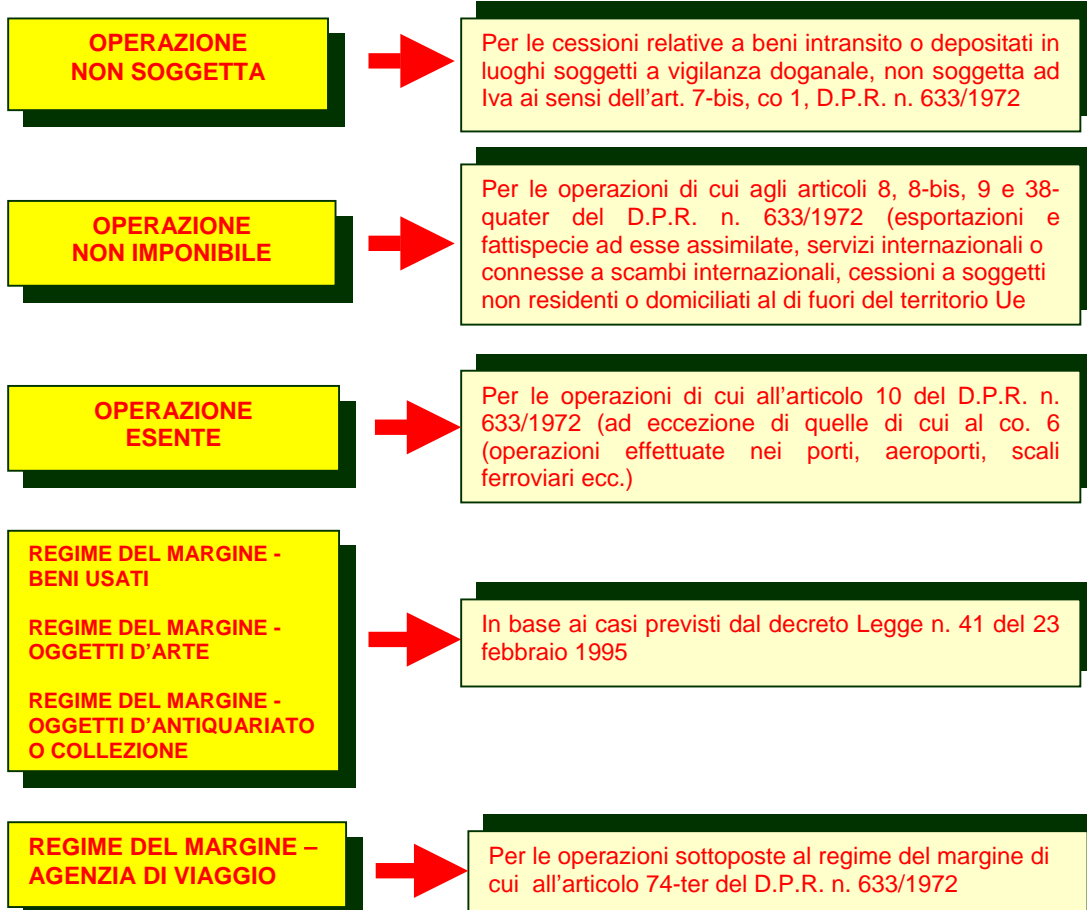 OPERAZIONE
NON SOGGETTA
Per le cessioni relative a beni intransito o depositati in
luoghi soggetti a vigilanza doganale, non soggetta ad
Iva ai sensi dell'art. 7-bis, co 1, D.P.R. n. 633/1972
OPERAZIONE
NON IMPONIBILE
Per le operazioni di cui agli articoli 8, 8-bis, 9 e 38-
quater del D.P.R. n. 633/1972 (esportazioni e
fattispecie ad esse assimilate, servizi internazionali o
connesse a scambi internazionali, cessioni a soggetti
non residenti o domiciliati al di fuori del territorio Ue
OPERAZIONE
ESENTE
Per le operazioni di cui all'articolo 10 del D.P.R. n.
633/1972 (ad eccezione di quelle di cui al co. 6
(operazioni effettuate nei porti, aeroporti, scali
ferroviari ecc.)
REGIME DEL MARGINE -
BENI USATI
REGIME DEL MARGINE -
OGGETTI D'ARTE
REGIME DEL MARGINE -
OGGETTI D'ANTIQUARIATO
O COLLEZIONE
In base ai casi previsti dal decreto Legge n. 41 del 23
febbraio 1995
REGIME DEL MARGINE –
AGENZIA DI VIAGGIO
Per le operazioni sottoposte al regime del margine di
cui all'articolo 74-ter del D.P.R. n. 633/1972